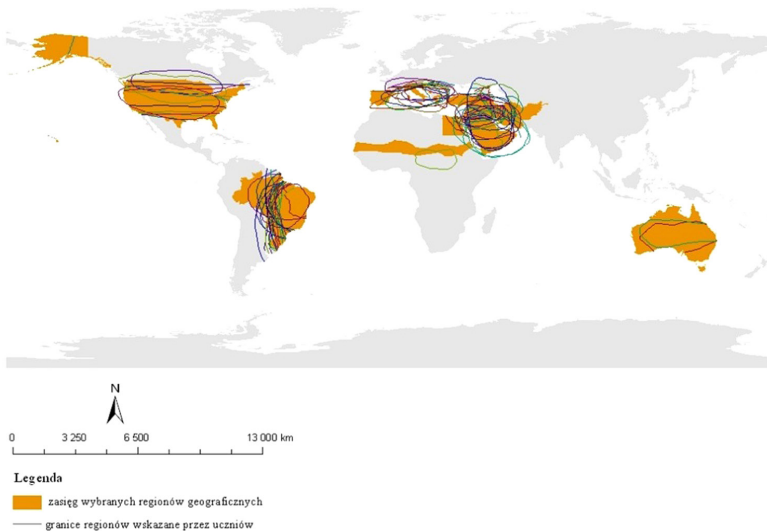 N
0 3 250 6 500 13 000 km
Legenda
zasięg wybranych regionów geograficznych
granice regionów wskazane przez uczniów